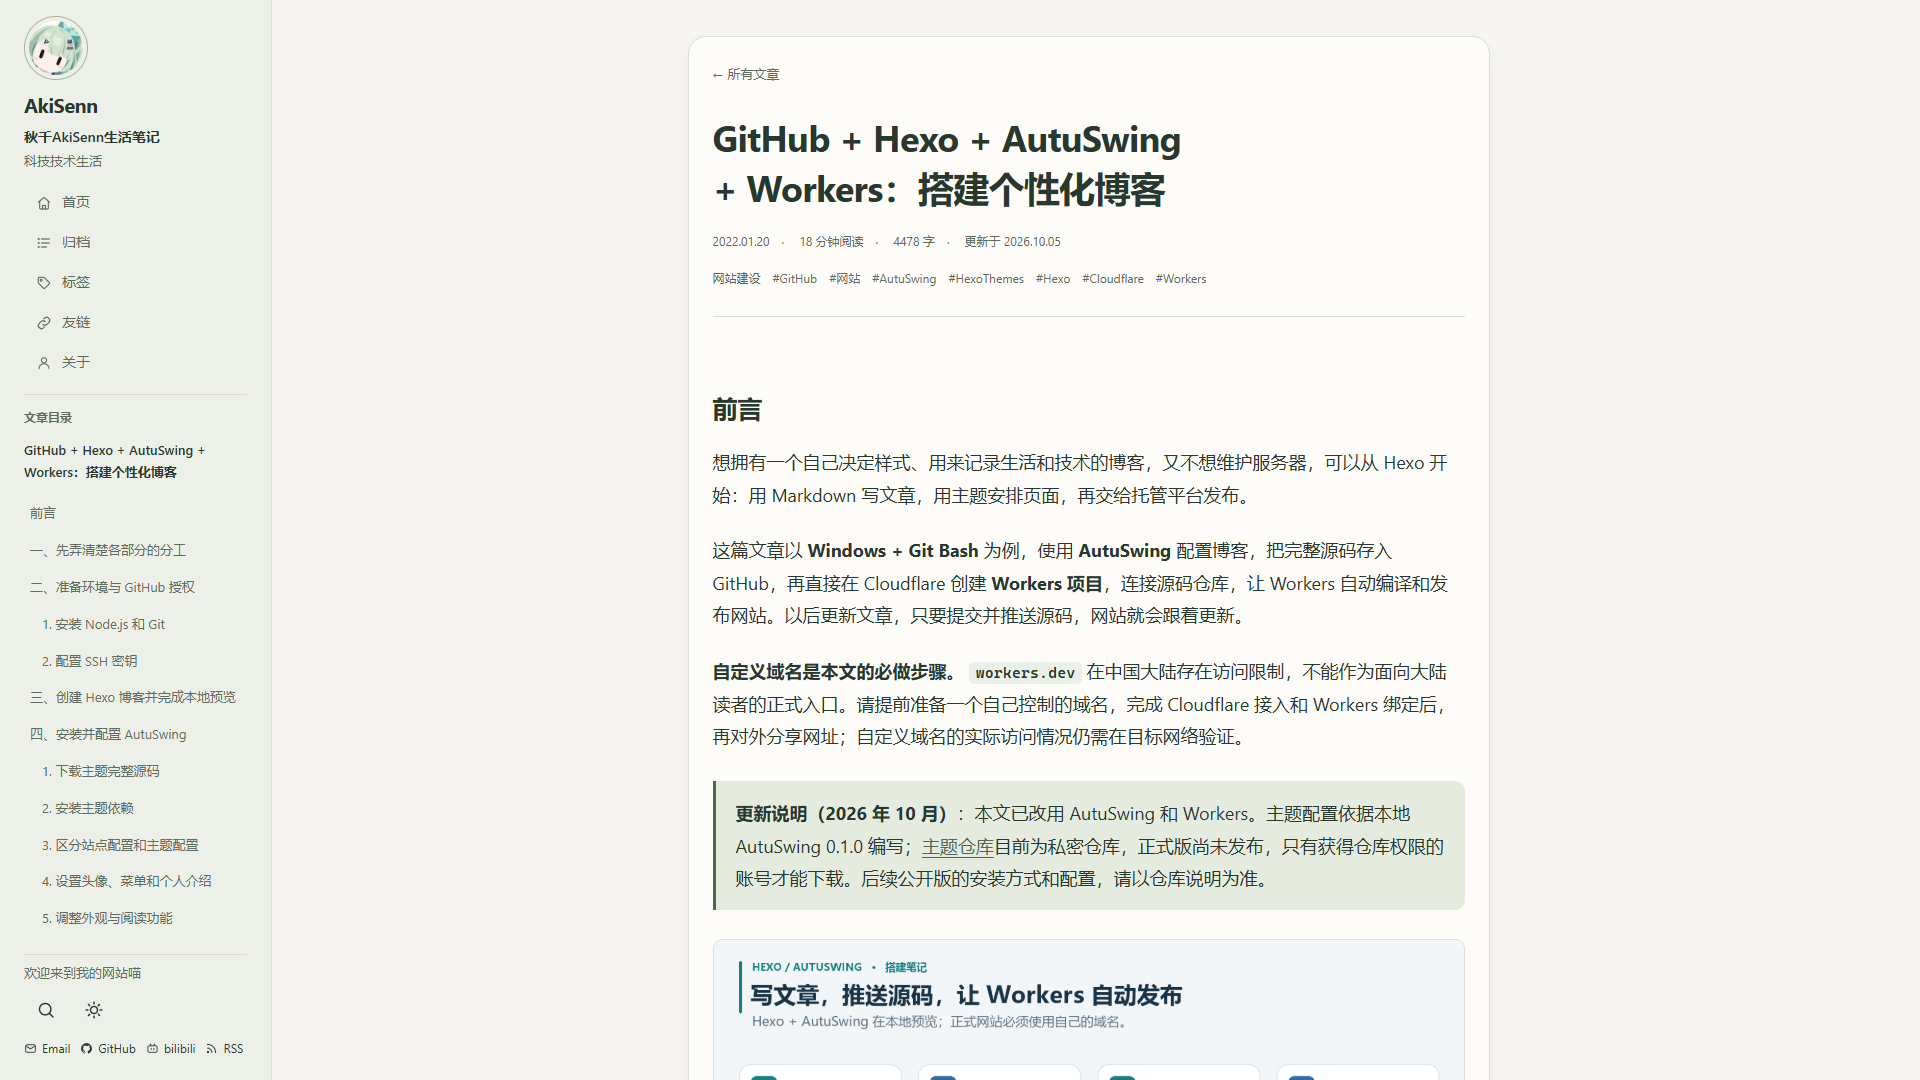 AkiSenn
秋千AkiSenn生活笔记
科技技术生活
首页
归档
标签
友链
关于
文章目录
GitHub + Hexo + AutuSwing +
Workers：搭建个性化博客
前言
一、先弄清楚各部分的分工
二、准备环境与 GitHub 授权
1. 安装 Node.js 和 Git
2. 配置 SSH 密钥
三、创建 Hexo 博客并完成本地预览
四、安装并配置 AutuSwing
1. 下载主题完整源码
2. 安装主题依赖
3. 区分站点配置和主题配置
4. 设置头像、菜单和个人介绍
5. 调整外观与阅读功能
欢迎来到我的网站喵
Email GitHub bilibili RSS
← 所有文章
GitHub + Hexo + AutuSwing
+ Workers：搭建个性化博客
2022.01.20 · 18 分钟阅读 · 4478 字 · 更新于 2026.10.05
网站建设 #GitHub #网站 #AutuSwing #HexoThemes #Hexo #Cloudflare #Workers
前言
想拥有一个自己决定样式、用来记录生活和技术的博客，又不想维护服务器，可以从 Hexo 开
始：用 Markdown 写文章，用主题安排页面，再交给托管平台发布。
这篇文章以 Windows + Git Bash 为例，使用 AutuSwing 配置博客，把完整源码存入
GitHub，再直接在 Cloudflare 创建 Workers 项目，连接源码仓库，让 Workers 自动编译和发
布网站。以后更新文章，只要提交并推送源码，网站就会跟着更新。
自定义域名是本文的必做步骤。 workers.dev 在中国大陆存在访问限制，不能作为面向大陆
读者的正式入口。请提前准备一个自己控制的域名，完成 Cloudflare 接入和 Workers 绑定后，
再对外分享网址；自定义域名的实际访问情况仍需在目标网络验证。
更新说明（2026 年 10 月）：本文已改用 AutuSwing 和 Workers。主题配置依据本地
AutuSwing 0.1.0 编写；主题仓库目前为私密仓库，正式版尚未发布，只有获得仓库权限的
账号才能下载。后续公开版的安装方式和配置，请以仓库说明为准。
HEXO / AUTUSWING • 搭建笔记
写文章，推送源码，让 Workers 自动发布
Hexo + AutuSwing 在本地预览；正式网站必须使用自己的域名。